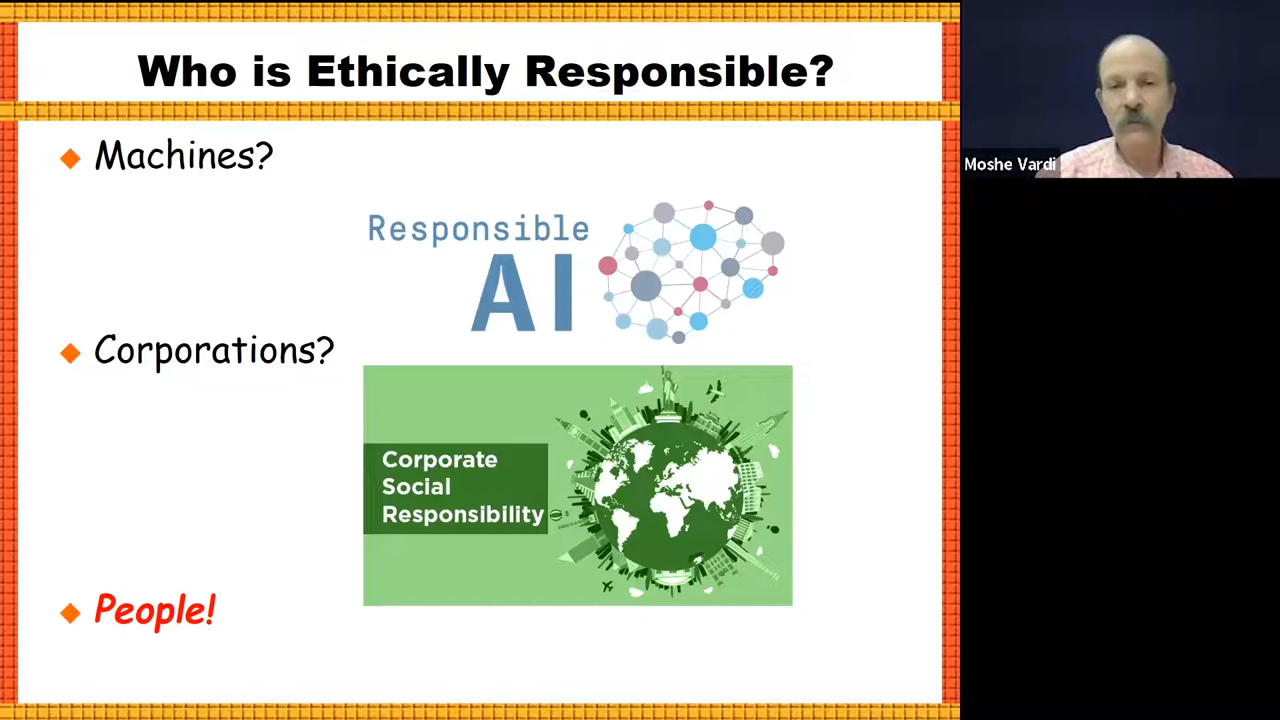 Who is Ethically Responsible?
Machines?
Responsible
AI
Corporations?
Corporate
Social
Responsibility
People!
Moshe Vardi